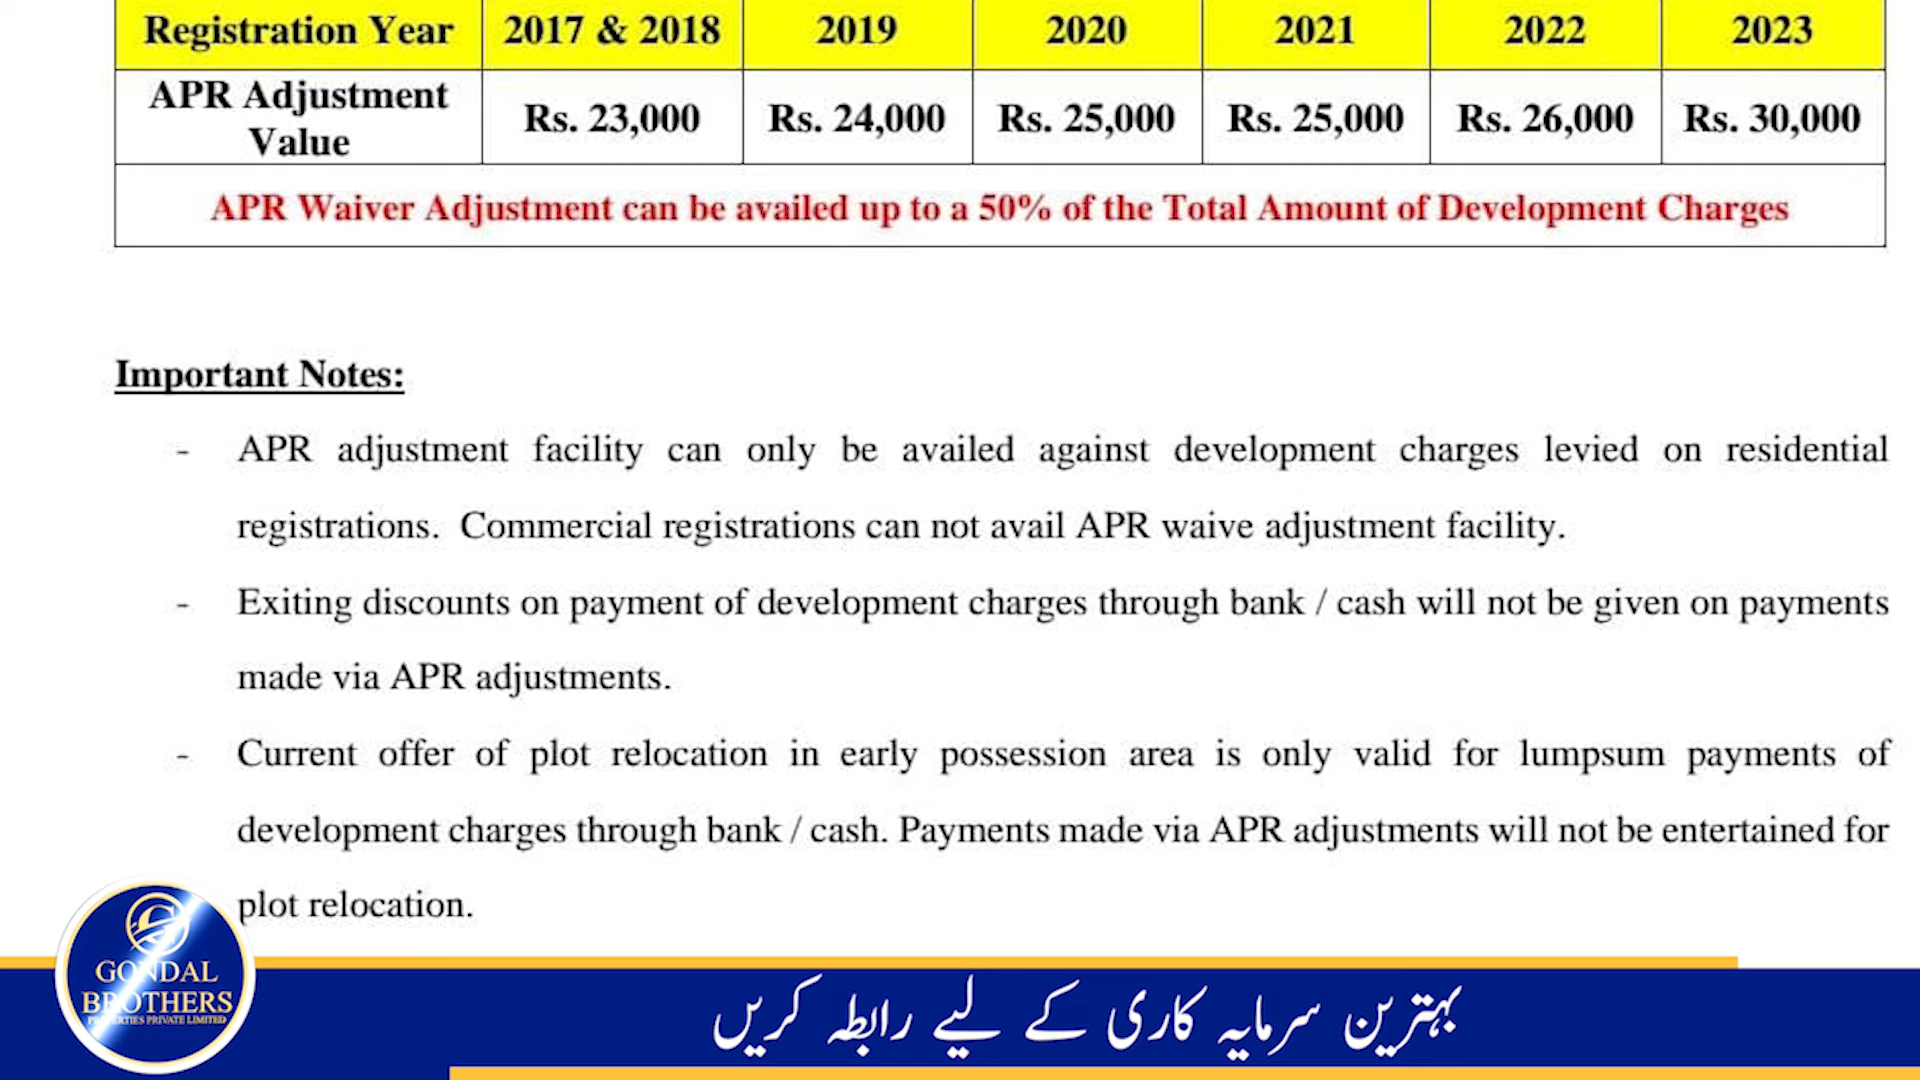 Registration Year 2017 & 2018 2019 2020 2021 2022 2023
APR Adjustment
Value
Rs. 23,000 Rs. 24,000 Rs. 25,000 Rs. 25,000 Rs. 26,000 Rs. 30,000
APR Waiver Adjustment can be availed up to a 50% of the Total Amount of Development Charges
Important Notes:
- APR adjustment facility can only be availed against development charges levied on residential
registrations. Commercial registrations can not avail APR waive adjustment facility.
- Exiting discounts on payment of development charges through bank / cash will not be given on payments
made via APR adjustments.
- Current offer of plot relocation in early possession area is only valid for lumpsum payments of
development charges through bank / cash. Payments made via APR adjustments will not be entertained for
plot relocation.
GONDAL
BROTHERS
PROPERTIES PRIVATE LIMITED
بہترین سرمایہ کاری کے لیے رابطہ کریں